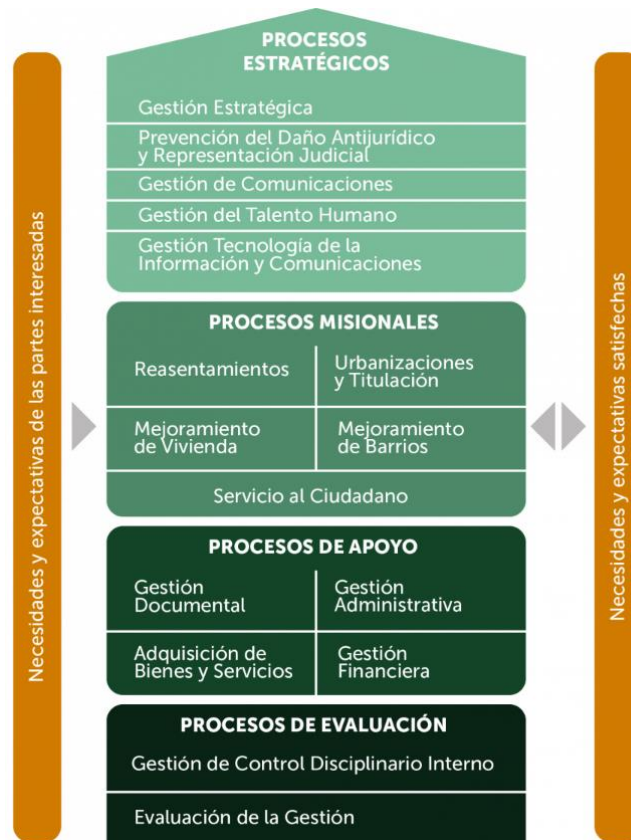 Necesidades y expectativas de las partes interesadas
PROCESOS
ESTRATÉGICOS
Gestión Estratégica
Prevención del Daño Antijurídico
y Representación Judicial
Gestión de Comunicaciones
Gestión del Talento Humano
Gestión Tecnología de la
Información y Comunicaciones
PROCESOS MISIONALES
Reasentamientos
Urbanizaciones
y Titulación
Mejoramiento
de Vivienda
Mejoramiento
de Barrios
Servicio al Ciudadano
PROCESOS DE APOYO
Gestión
Documental
Gestión
Administrativa
Adquisición de
Bienes y Servicios
Gestión
Financiera
PROCESOS DE EVALUACIÓN
Gestión de Control Disciplinario Interno
Evaluación de la Gestión
Necesidades y expectativas satisfechas